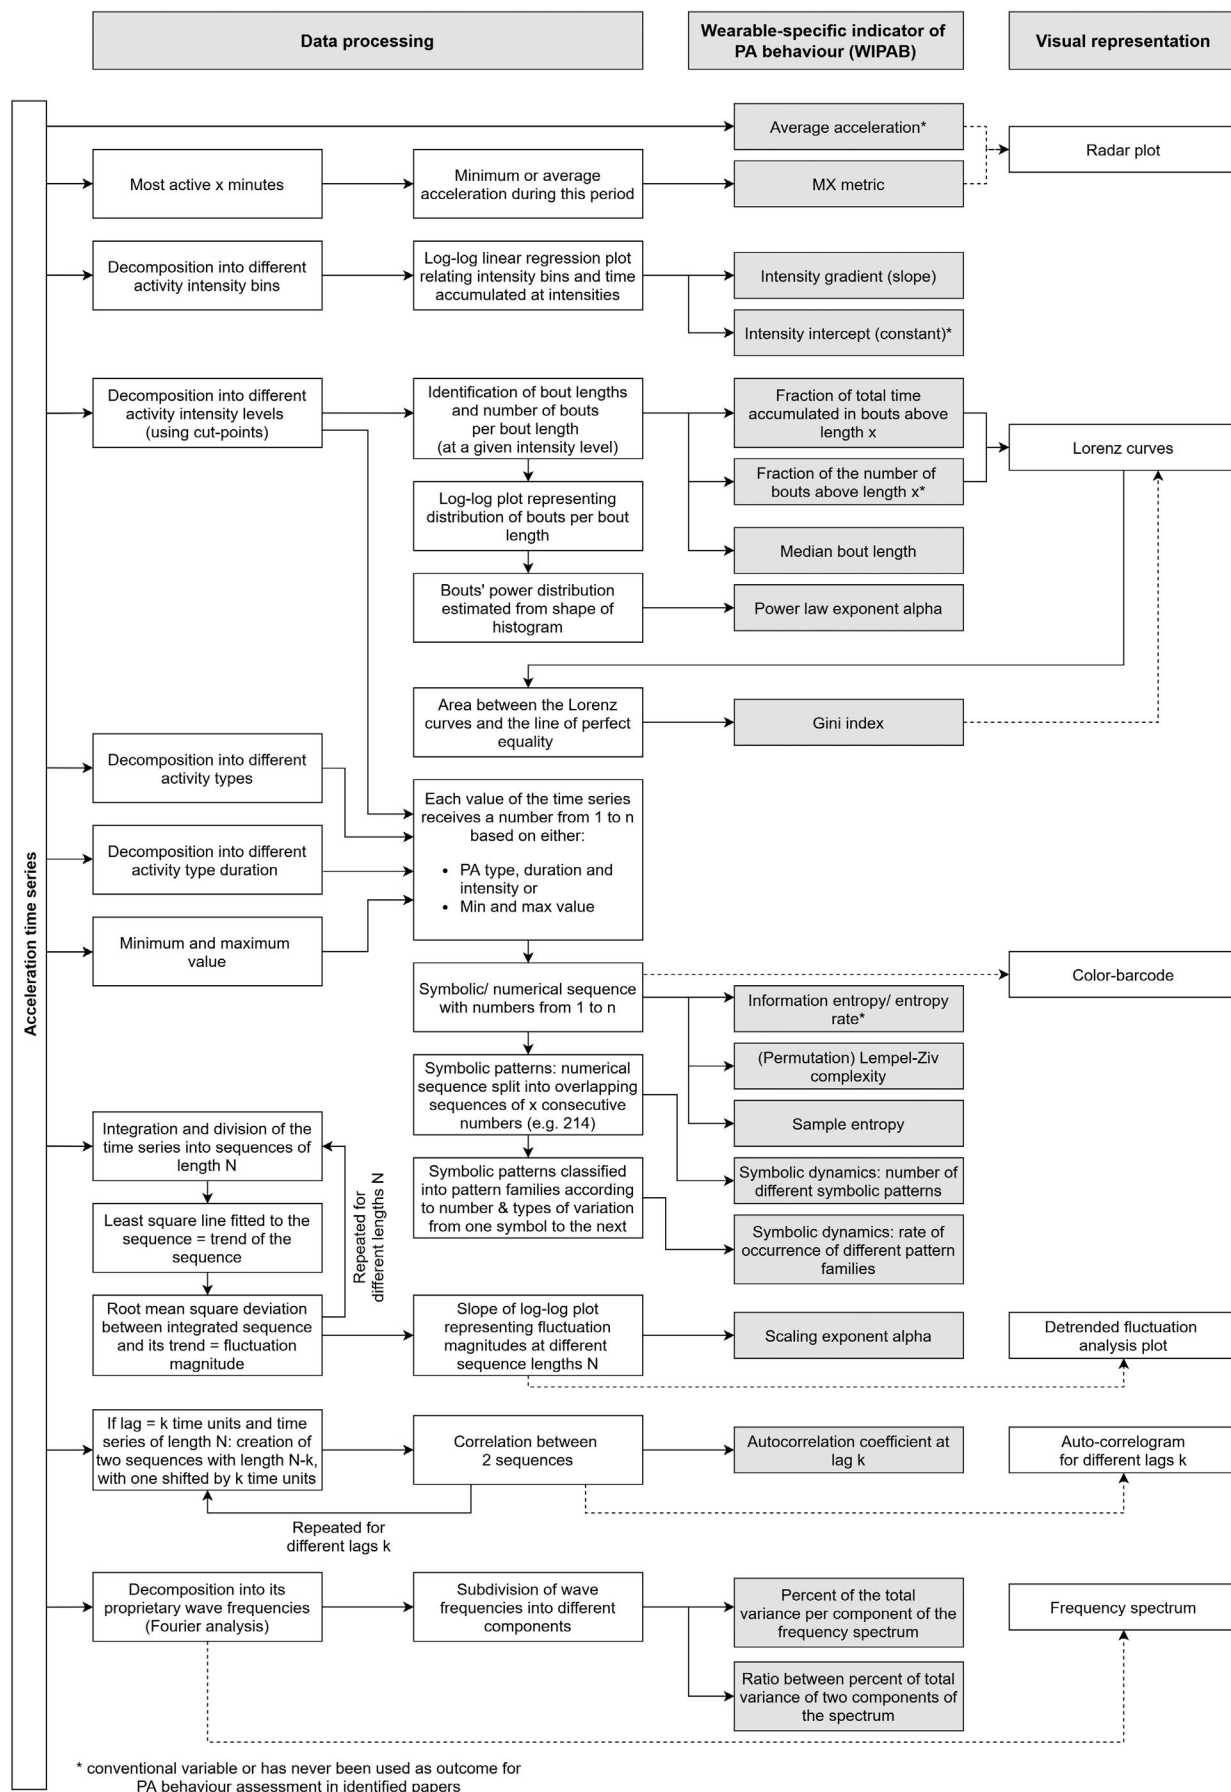 Data processing
Wearable-specific indicator of
PA behaviour (WIPAB)
Visual representation
Acceleration time series
Average acceleration*
Radar plot
Most active x minutes
Minimum or average
acceleration during this period
MX metric
Decomposition into different
activity intensity bins
Log-log linear regression plot
relating intensity bins and time
accumulated at intensities
Intensity gradient (slope)
Intensity intercept (constant)*
Decomposition into different
activity intensity levels
(using cut-points)
Identification of bout lengths
and number of bouts
per bout length
(at a given intensity level)
Fraction of total time
accumulated in bouts above
length x
Lorenz curves
Fraction of the number of
bouts above length x*
Log-log plot representing
distribution of bouts per bout
length
Median bout length
Bouts' power distribution
estimated from shape of
histogram
Power law exponent alpha
Area between the Lorenz
curves and the line of perfect
equality
Gini index
Decomposition into different
activity types
Each value of the time series
receives a number from 1 to n
based on either:
• PA type, duration and
intensity or
• Min and max value
Decomposition into different
activity type duration
Minimum and maximum
value
Symbolic/ numerical sequence
with numbers from 1 to n
Color-barcode
Information entropy/ entropy
rate*
(Permutation) Lempel-Ziv
complexity
Symbolic patterns: numerical
sequence split into overlapping
sequences of x consecutive
numbers (e.g. 214)
Sample entropy
Integration and division of the
time series into sequences of
length N
Symbolic patterns classified
into pattern families according
to number & types of variation
from one symbol to the next
Symbolic dynamics: number of
different symbolic patterns
Least square line fitted to the
sequence = trend of the
sequence
Repeated for
different lengths N
Symbolic dynamics: rate of
occurrence of different pattern
families
Root mean square deviation
between integrated sequence
and its trend = fluctuation
magnitude
Slope of log-log plot
representing fluctuation
magnitudes at different
sequence lengths N
Scaling exponent alpha
Detrended fluctuation
analysis plot
If lag = k time units and time
series of length N: creation of
two sequences with length N-k,
with one shifted by k time units
Correlation between
2 sequences
Autocorrelation coefficient at
lag k
Auto-correlogram
for different lags k
Repeated for
different lags k
Decomposition into its
proprietary wave frequencies
(Fourier analysis)
Subdivision of wave
frequencies into different
components
Percent of the total
variance per component of the
frequency spectrum
Frequency spectrum
Ratio between percent of total
variance of two components of
the spectrum
* conventional variable or has never been used as outcome for
PA behaviour assessment in identified papers